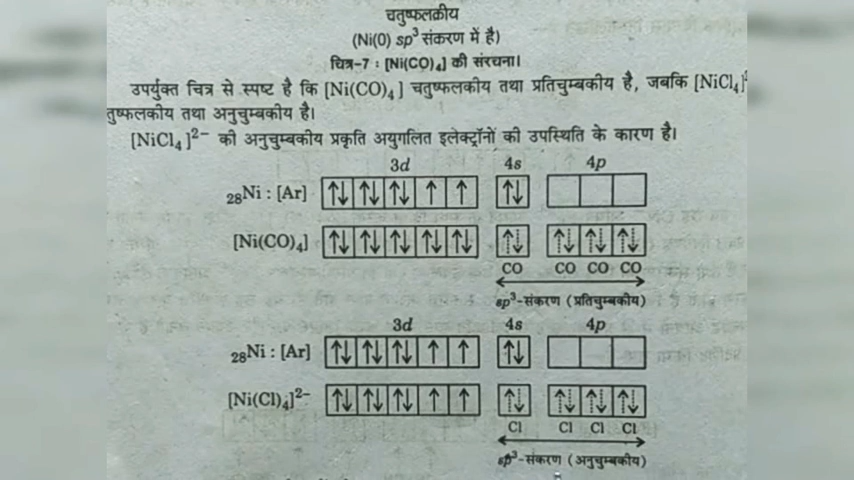 चतुष्फलकीय
(Ni(0) sp³ संकरण में है)
चित्र-7 : [Ni(CO)₄] की संरचना।
उपर्युक्त चित्र से स्पष्ट है कि [Ni(CO)₄] चतुष्फलकीय तथा प्रतिचुम्बकीय है, जबकि [NiCl₄]²
तुष्फलकीय तथा अनुचुम्बकीय है।
[NiCl₄]²⁻ की अनुचुम्बकीय प्रकृति अयुगलित इलेक्ट्रॉनों की उपस्थिति के कारण है।
3d 4s 4p
₂₈Ni : [Ar] ↑↓ ↑↓ ↑↓ ↑ ↑ ↑↓
[Ni(CO)₄] ↑↓ ↑↓ ↑↓ ↑↓ ↑↓ ↑↓ ↑↓ ↑↓ ↑↓
CO CO CO CO
sp³-संकरण (प्रतिचुम्बकीय)
3d 4s 4p
₂₈Ni : [Ar] ↑↓ ↑↓ ↑↓ ↑ ↑ ↑↓
[Ni(Cl)₄]²⁻ ↑↓ ↑↓ ↑↓ ↑ ↑ ↑↓ ↑↓ ↑↓ ↑↓
Cl Cl Cl Cl
sp³-संकरण (अनुचुम्बकीय)